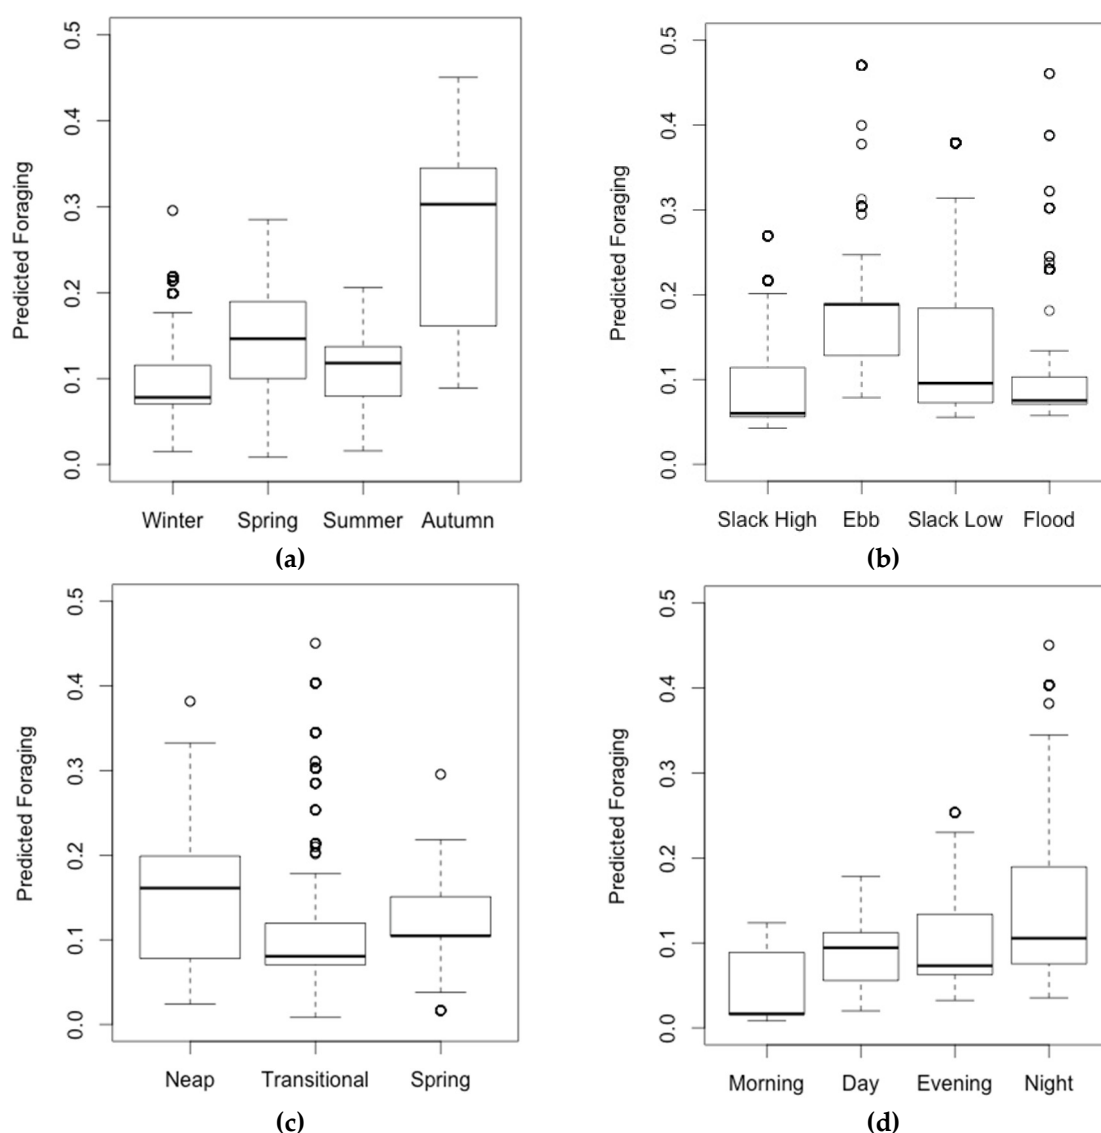 Predicted Foraging
0.5
0.4
0.3
0.2
0.1
0.0
Winter Spring Summer Autumn
(a)
Predicted Foraging
0.5
0.4
0.3
0.2
0.1
0.0
Slack High Ebb Slack Low Flood
(b)
Predicted Foraging
0.5
0.4
0.3
0.2
0.1
0.0
Neap Transitional Spring
(c)
Predicted Foraging
0.5
0.4
0.3
0.2
0.1
0.0
Morning Day Evening Night
(d)